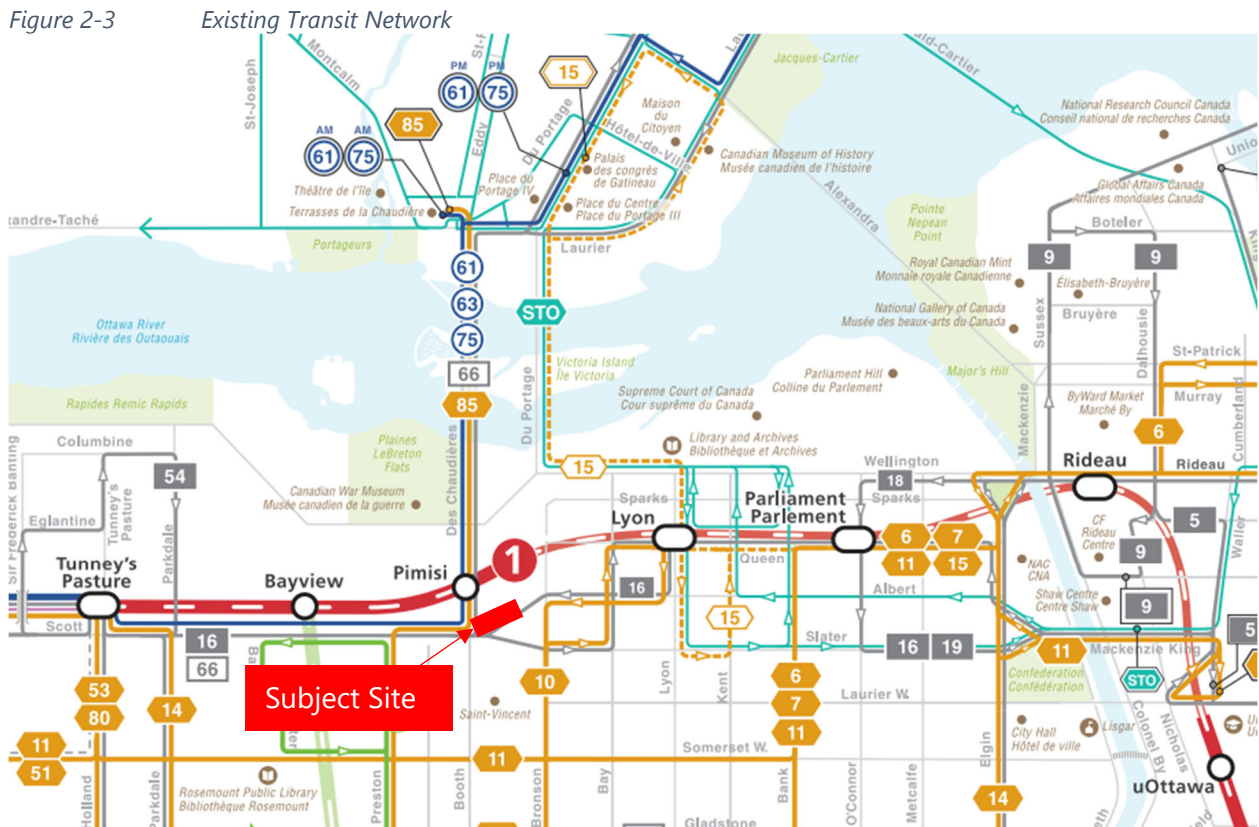 Figure 2-3 Existing Transit Network
Montcalm
St-Joseph
Eddy
Du Portage
Hôtel-de-Ville
Jacques-Cartier
PM PM
61 75
15
AM AM
61 75
85
Maison
du
Citoyen
Palais
des congrès
de Gatineau
Canadian Museum of History
Musée canadien de l'histoire
Place du
Portage IV
Place du Centre
Place du Portage III
Théâtre de l'île
Terrasses de la Chaudière
Portageurs
Laurier
Alexandra
National Research Council Canada
Conseil national de recherches Canada
Global Affairs Canada
Affaires mondiales Canada
Boteler
Pointe
Nepean
Point
9
9
Royal Canadian Mint
Monnaie royale Canadienne
Élisabeth-Bruyère
Bruyère
Sussex
Dalhousie
National Gallery of Canada
Musée des beaux-arts du Canada
St-Patrick
Murray
Cumberland
Major's Hill
Mackenzie
ByWard Market
Marché By
6
61
63
75
66
85
STO
Ottawa River
Rivière des Outaouais
Victoria Island
Île Victoria
Du Portage
Parliament Hill
Colline du Parlement
Supreme Court of Canada
Cour suprême du Canada
Library and Archives
Bibliothèque et Archives
Rapides Remic Rapids
Plaines
LeBreton
Flats
Canadian War Museum
Musée canadien de la guerre
Des Chaudières
Columbine
54
Eglantine
Tunney's
Pasture
Parkdale
Sir Frederick Banting
15
Wellington
18
Sparks
Sparks
Rideau
Rideau
Lyon
Parliament
Parlement
6 7
11 15
Queen
CF
Rideau
Centre
5
9
Waller
NAC
CNA
Shaw Centre
Centre Shaw
9
5
Tunney's
Pasture
Bayview
Pimisi
1
16
Albert
15
Slater
16 19
11
Mackenzie King
Scott
16
66
Subject Site
53
80
14
11
51
10
Lyon
Kent
6
7
11
Laurier W.
Confederation
Confédération
STO
Colonel By
Nicholas
City Hall
Hôtel de ville
Lisgar
Saint-Vincent
11
Somerset W.
Elgin
14
uOttawa
Rosemount Public Library
Bibliothèque Rosemount
Holland
Parkdale
Preston
Booth
Bronson
Bay
Bank
O'Connor
Metcalfe
Gladstone